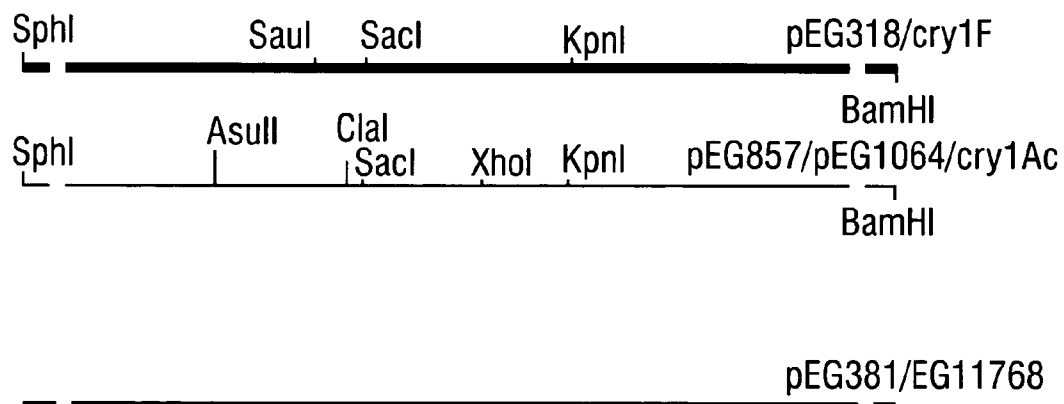 SphI SauI SacI KpnI pEG318/cry1F
BamHI
SphI AsuII ClaI SacI XhoI KpnI pEG857/pEG1064/cry1Ac
BamHI
pEG381/EG11768